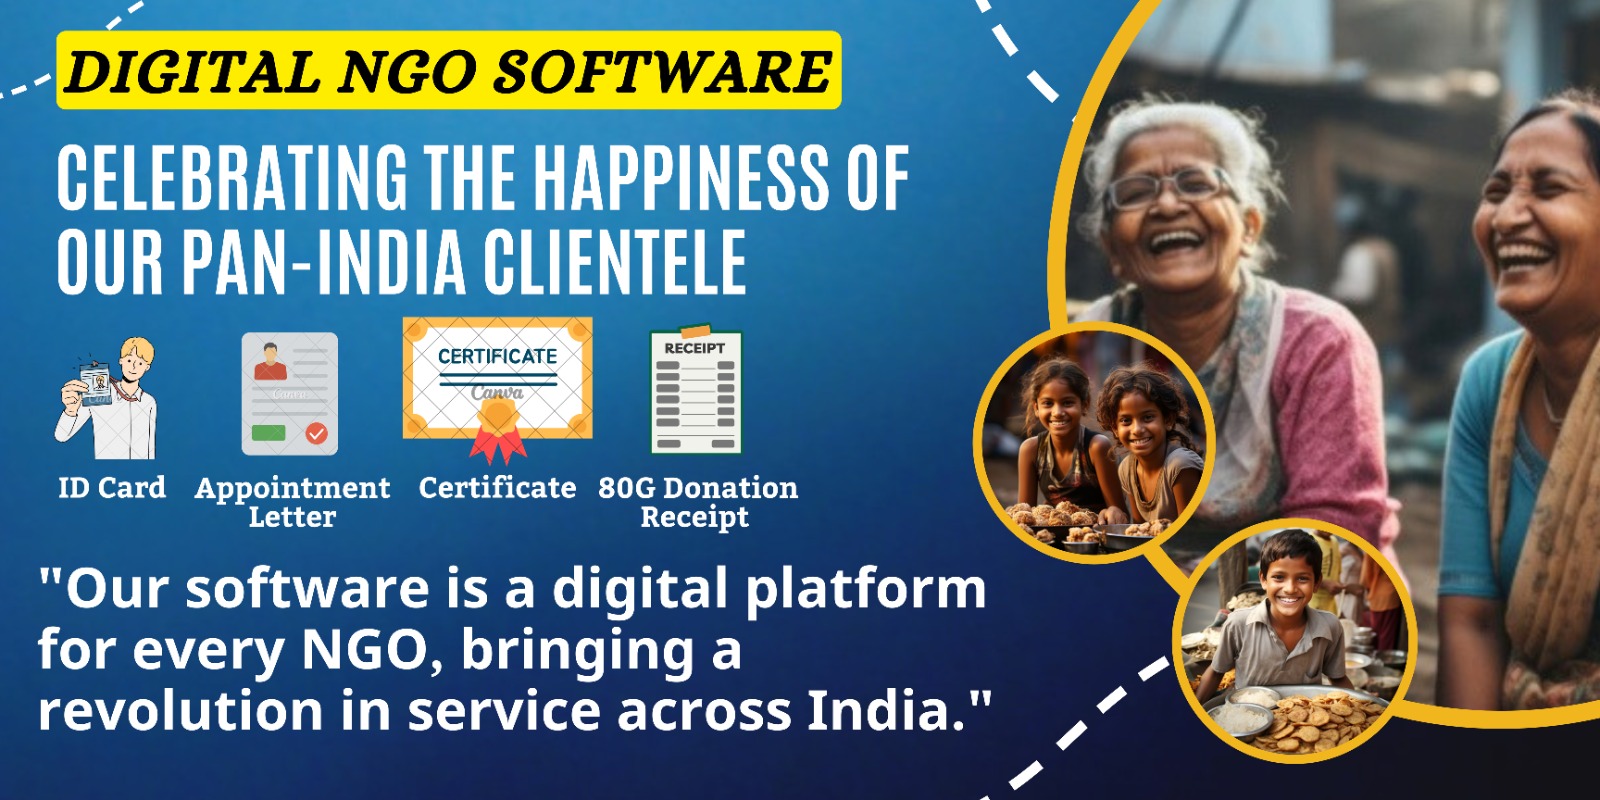 DIGITAL NGO SOFTWARE
CELEBRATING THE HAPPINESS OF
OUR PAN-INDIA CLIENTELE
CERTIFICATE
Canva
RECEIPT
Canva
ID Card
Appointment
Letter
Certificate
80G Donation
Receipt
"Our software is a digital platform
for every NGO, bringing a
revolution in service across India."